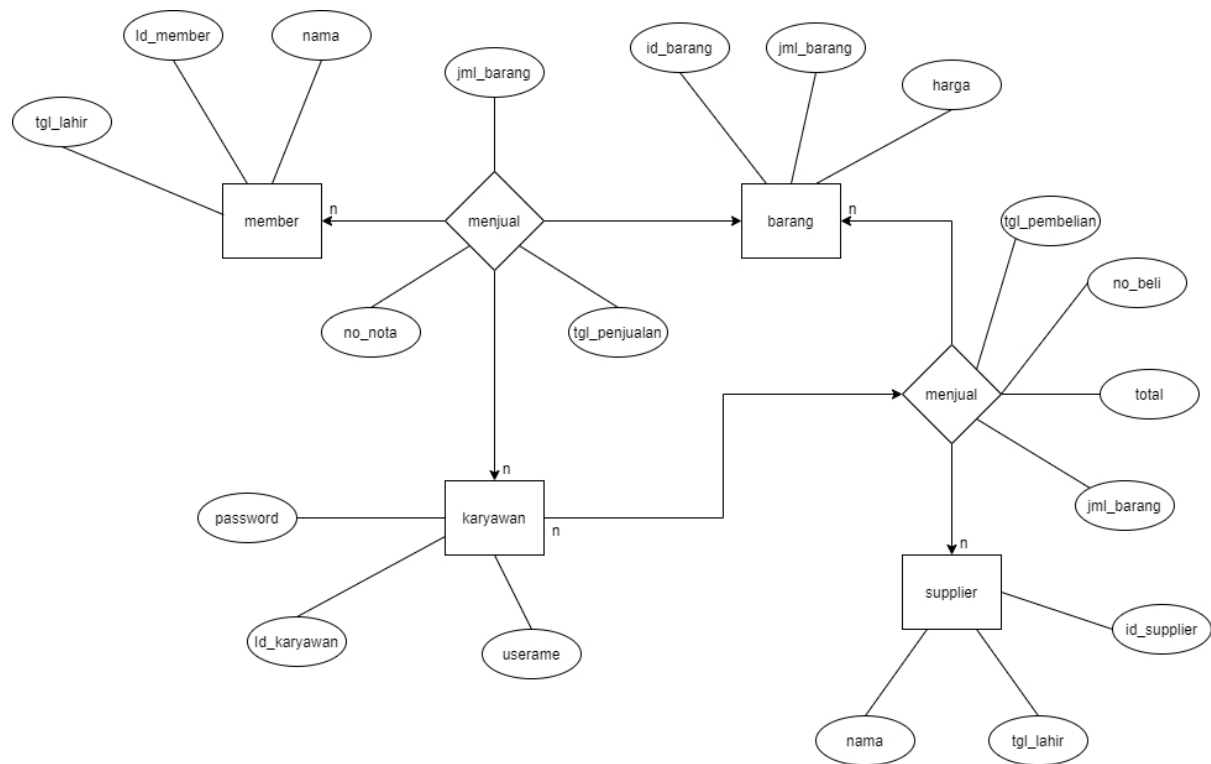 Id_member
nama
jml_barang
id_barang
jml_barang
harga
tgl_lahir
member
n
menjual
barang
n
tgl_pembelian
no_beli
no_nota
tgl_penjualan
menjual
total
n
password
karyawan
n
jml_barang
n
supplier
Id_karyawan
userame
id_supplier
nama
tgl_lahir